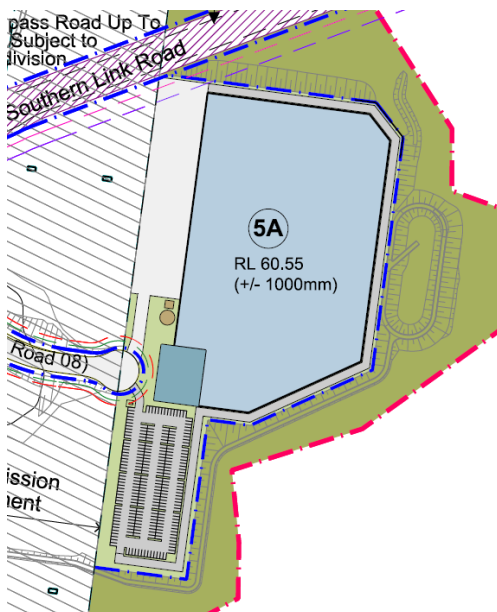 pass Road Up To
Subject to
division
Southern Link Road
5A
RL 60.55
(+/- 1000mm)
Road 08)
ission
ent